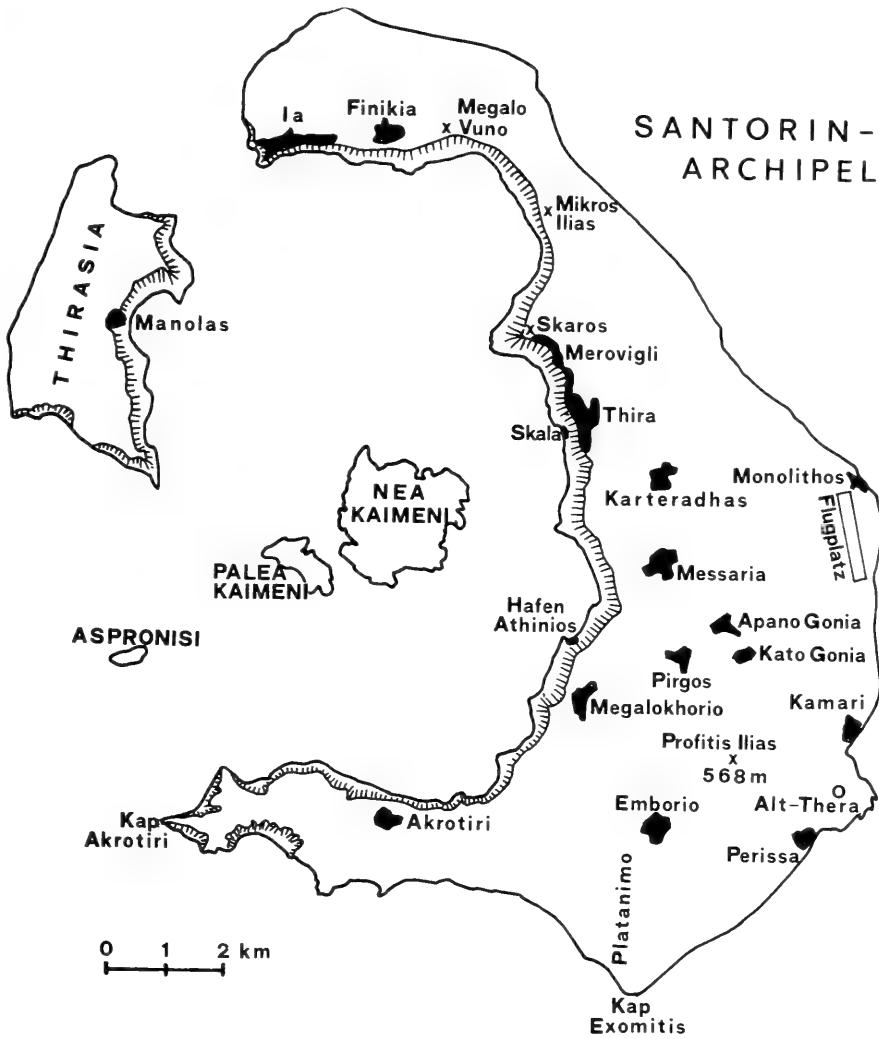 SANTORIN-
ARCHIPEL
Ia
Finikia
Megalo
Vuno
Mikros
Ilias
THIRASIA
Manolas
Skaros
Merovigli
Thira
Skala
Karteradhas
Monolithos
Flugplatz
NEA
KAIMENI
PALEA
KAIMENI
Messaria
ASPRONISI
Hafen
Athinios
Apano Gonia
Kato Gonia
Pirgos
Megalokhorio
Kamari
Profitis Ilias
x
568m
Alt-Thera
Emborio
Perissa
Kap
Akrotiri
Akrotiri
Platanimo
0 1 2 km
Kap
Exomitis